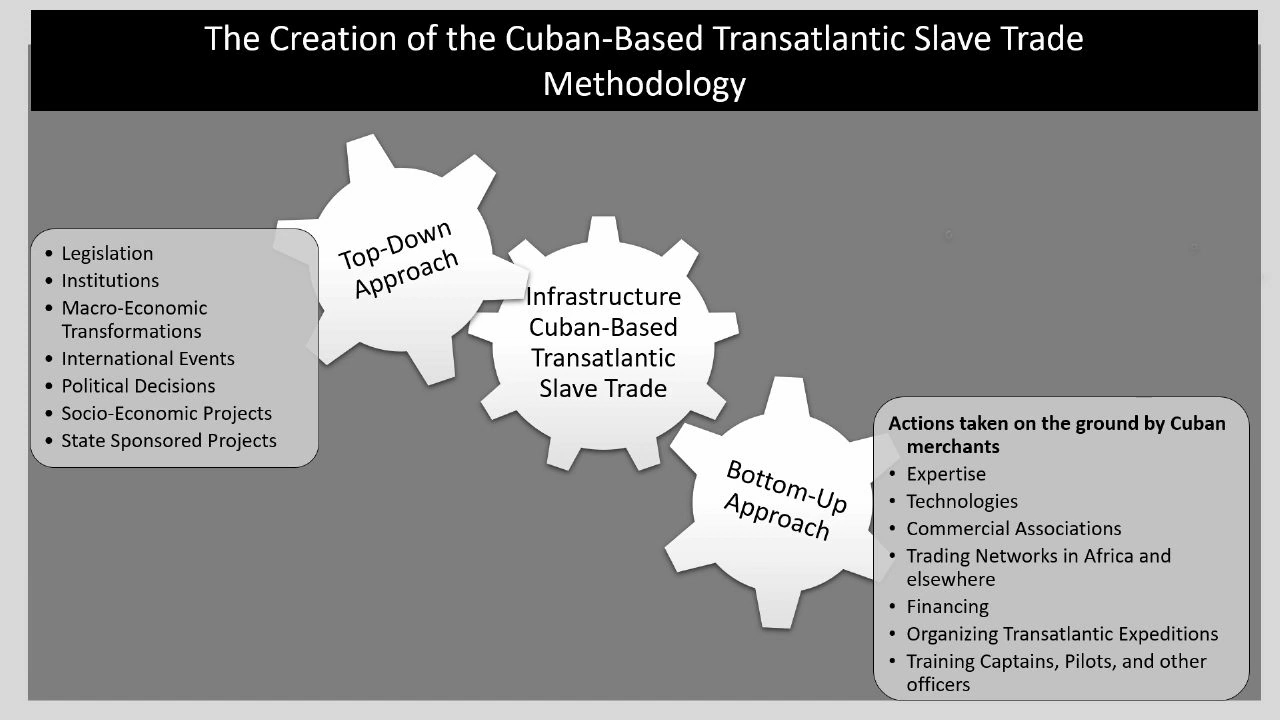 The Creation of the Cuban-Based Transatlantic Slave Trade
Methodology
Top-Down
Approach
• Legislation
• Institutions
• Macro-Economic
Transformations
• International Events
• Political Decisions
• Socio-Economic Projects
• State Sponsored Projects
Infrastructure
Cuban-Based
Transatlantic
Slave Trade
Bottom-Up
Approach
Actions taken on the ground by Cuban
merchants
• Expertise
• Technologies
• Commercial Associations
• Trading Networks in Africa and
elsewhere
• Financing
• Organizing Transatlantic Expeditions
• Training Captains, Pilots, and other
officers